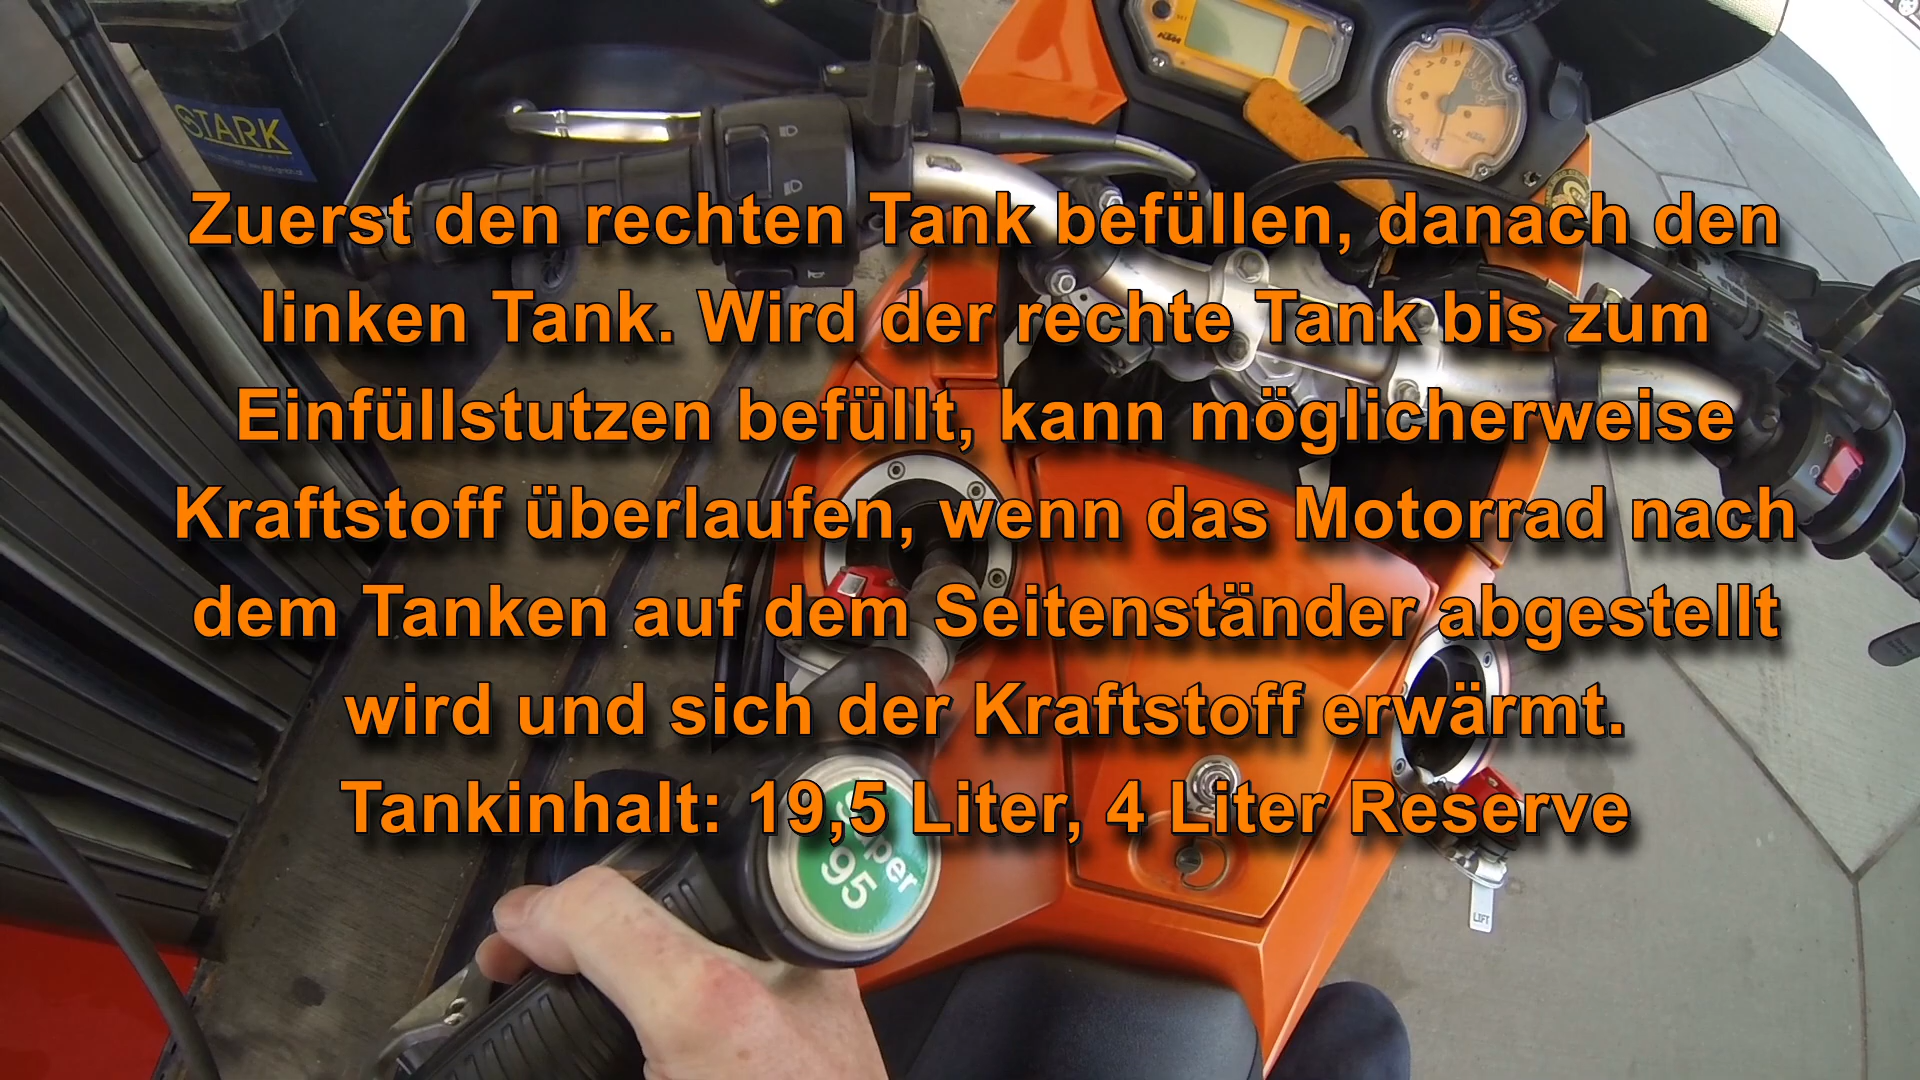 STARK
KTM
Zuerst den rechten Tank befüllen, danach den
linken Tank. Wird der rechte Tank bis zum
Einfüllstutzen befüllt, kann möglicherweise
Kraftstoff überlaufen, wenn das Motorrad nach
dem Tanken auf dem Seitenständer abgestellt
wird und sich der Kraftstoff erwärmt.
Tankinhalt: 19,5 Liter, 4 Liter Reserve
Super
95
LIFT